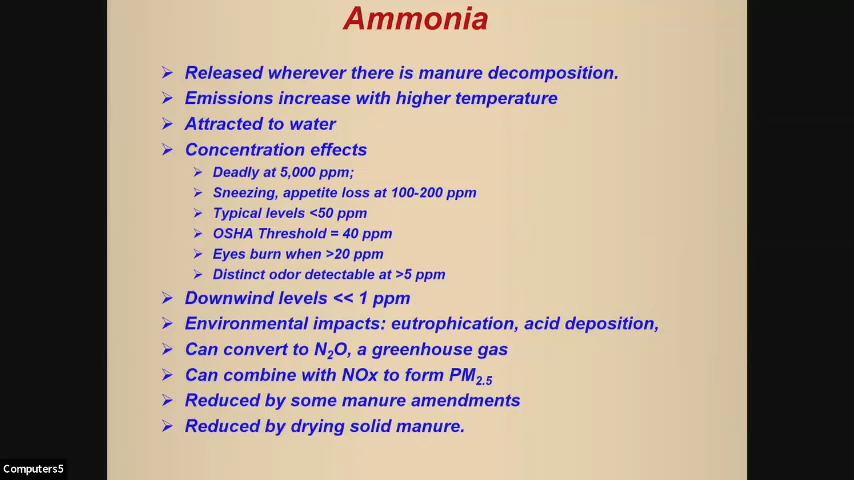 Ammonia
Released wherever there is manure decomposition.
Emissions increase with higher temperature
Attracted to water
Concentration effects
Deadly at 5,000 ppm;
Sneezing, appetite loss at 100-200 ppm
Typical levels <50 ppm
OSHA Threshold = 40 ppm
Eyes burn when >20 ppm
Distinct odor detectable at >5 ppm
Downwind levels << 1 ppm
Environmental impacts: eutrophication, acid deposition,
Can convert to N2O, a greenhouse gas
Can combine with NOx to form PM2.5
Reduced by some manure amendments
Reduced by drying solid manure.
Computers5